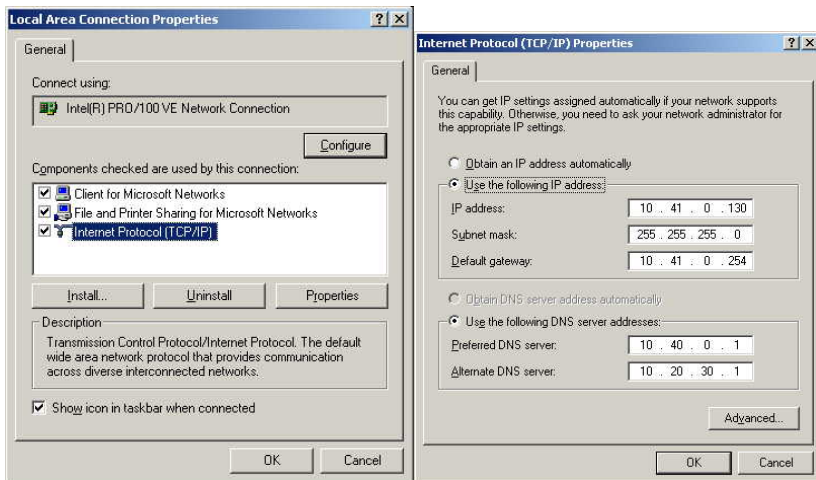 Local Area Connection Properties
General
Connect using:
Intel(R) PRO/100 VE Network Connection
Configure
Components checked are used by this connection:
Client for Microsoft Networks
File and Printer Sharing for Microsoft Networks
Internet Protocol (TCP/IP)
Install...
Uninstall
Properties
Description
Transmission Control Protocol/Internet Protocol. The default
wide area network protocol that provides communication
across diverse interconnected networks.
Show icon in taskbar when connected
OK
Cancel
Internet Protocol (TCP/IP) Properties
General
You can get IP settings assigned automatically if your network supports
this capability. Otherwise, you need to ask your network administrator for
the appropriate IP settings.
Obtain an IP address automatically
Use the following IP address:
IP address: 10 . 41 . 0 . 130
Subnet mask: 255 . 255 . 255 . 0
Default gateway: 10 . 41 . 0 . 254
Obtain DNS server address automatically
Use the following DNS server addresses:
Preferred DNS server: 10 . 40 . 0 . 1
Alternate DNS server: 10 . 20 . 30 . 1
Advanced...
OK
Cancel